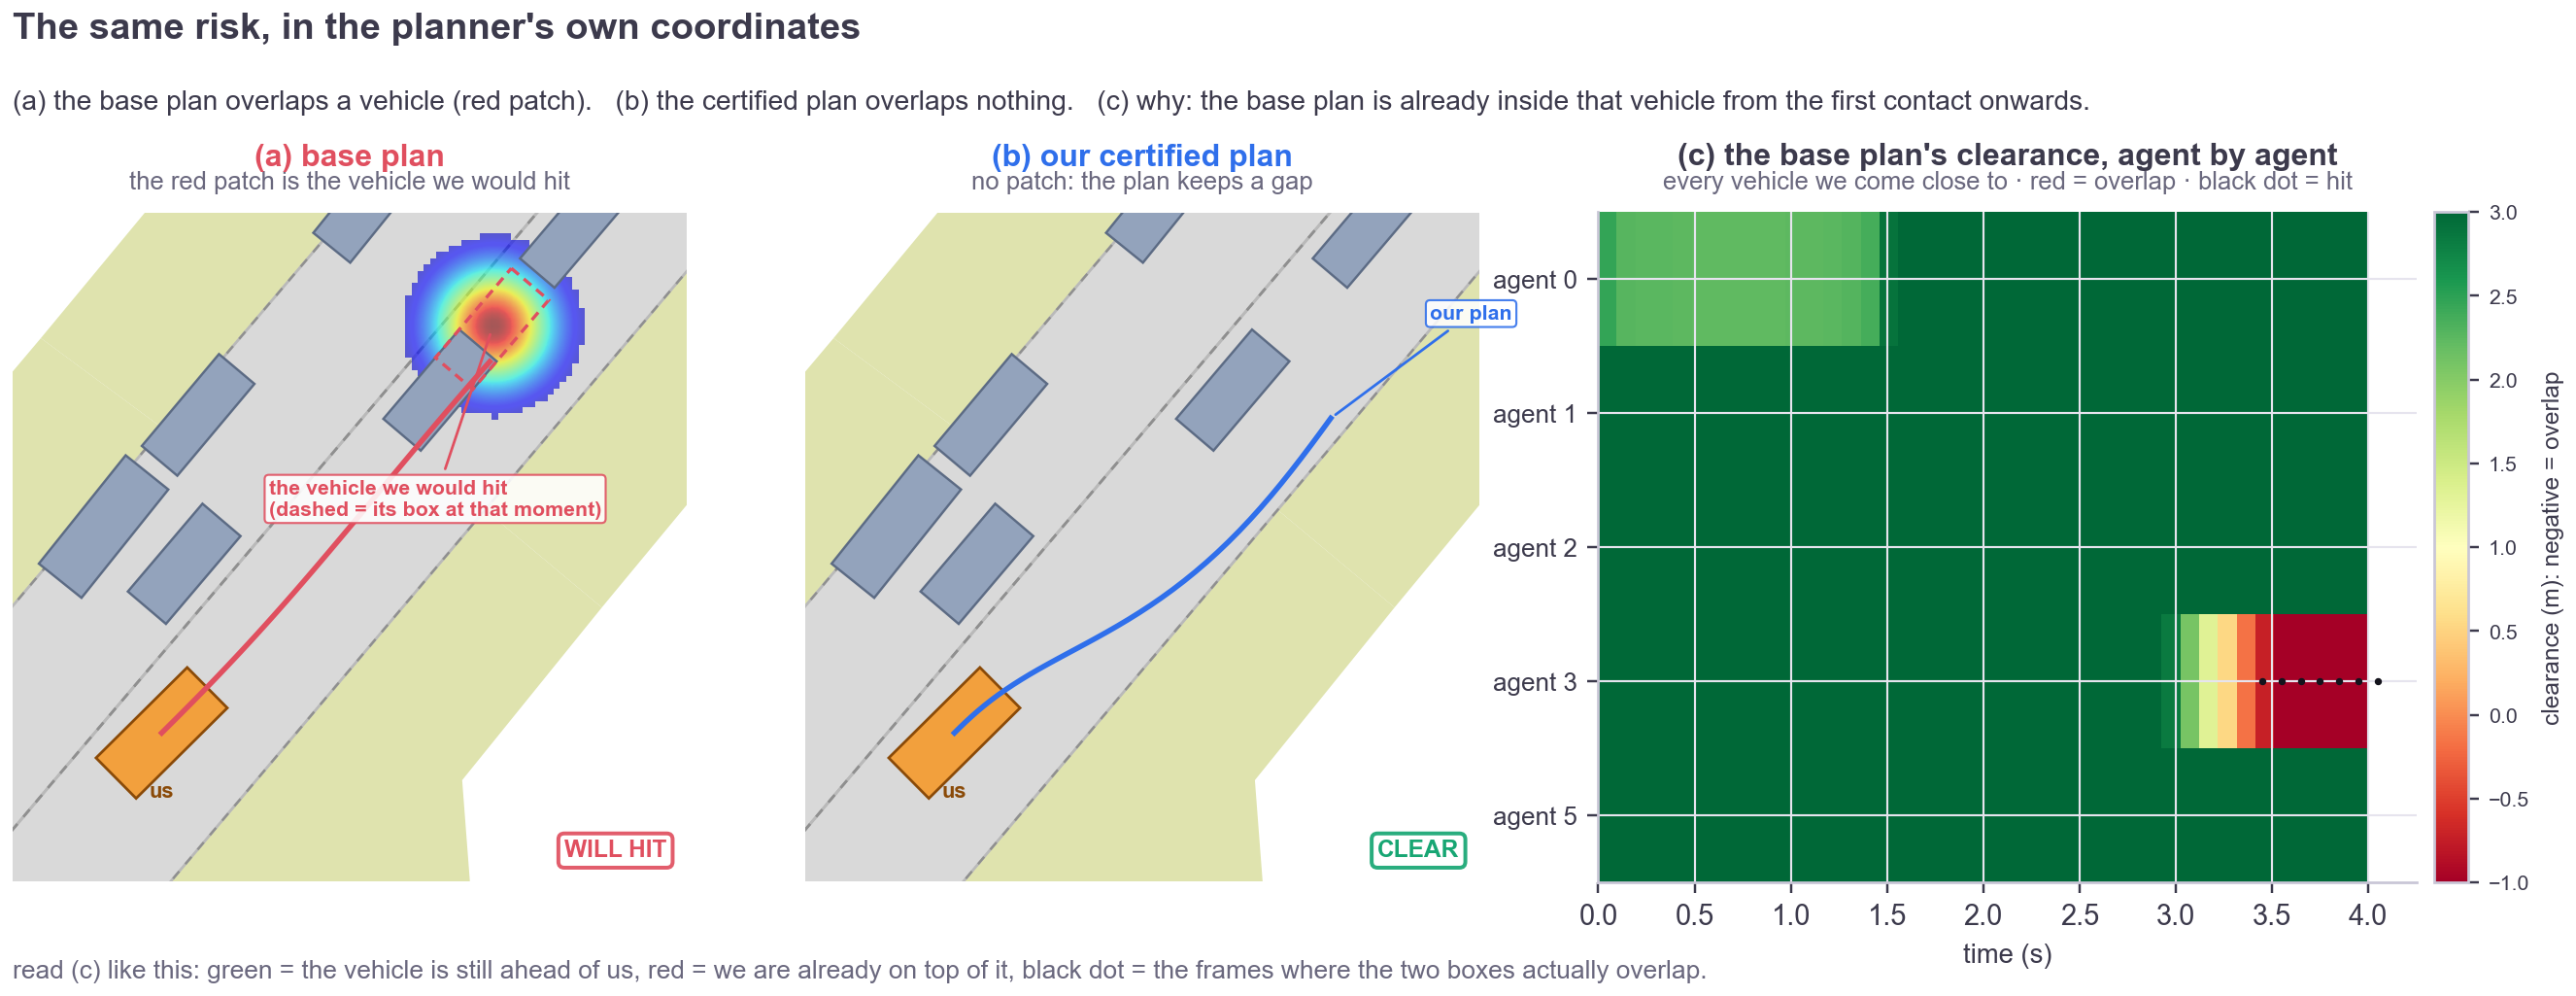 The same risk, in the planner's own coordinates
(a) the base plan overlaps a vehicle (red patch).   (b) the certified plan overlaps nothing.   (c) why: the base plan is already inside that vehicle from the first contact onwards.
(a) base plan
the red patch is the vehicle we would hit
the vehicle we would hit
(dashed = its box at that moment)
us
WILL HIT
(b) our certified plan
no patch: the plan keeps a gap
our plan
us
CLEAR
(c) the base plan's clearance, agent by agent
every vehicle we come close to · red = overlap · black dot = hit
agent 0
agent 1
agent 2
agent 3
agent 5
0.0 0.5 1.0 1.5 2.0 2.5 3.0 3.5 4.0
time (s)
3.0
2.5
2.0
1.5
1.0
0.5
0.0
−0.5
−1.0
clearance (m): negative = overlap
read (c) like this: green = the vehicle is still ahead of us, red = we are already on top of it, black dot = the frames where the two boxes actually overlap.